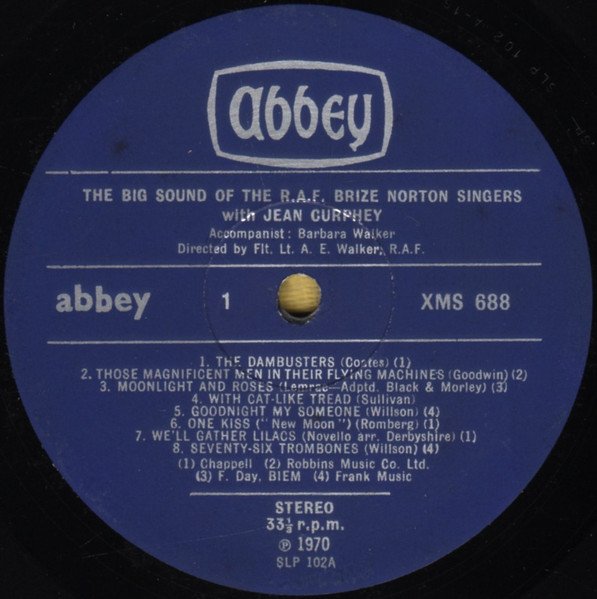 abbey
THE BIG SOUND OF THE R.A.F. BRIZE NORTON SINGERS
with JEAN CURPHEY
Accompanist: Barbara Walker
Directed by Flt. Lt. A. E. Walker, R.A.F.
abbey 1 XMS 688
1. THE DAMBUSTERS (Coates) (1)
2. THOSE MAGNIFICENT MEN IN THEIR FLYING MACHINES (Goodwin) (2)
3. MOONLIGHT AND ROSES (Lemrae—Adptd. Black & Morley) (3)
4. WITH CAT-LIKE TREAD (Sullivan)
5. GOODNIGHT MY SOMEONE (Willson) (4)
6. ONE KISS ("New Moon") (Romberg) (1)
7. WE'LL GATHER LILACS (Novello arr. Derbyshire) (1)
8. SEVENTY-SIX TROMBONES (Willson) (4)
(1) Chappell (2) Robbins Music Co. Ltd.
(3) F. Day, BIEM (4) Frank Music
STEREO
33⅓ r.p.m.
℗ 1970
SLP 102A